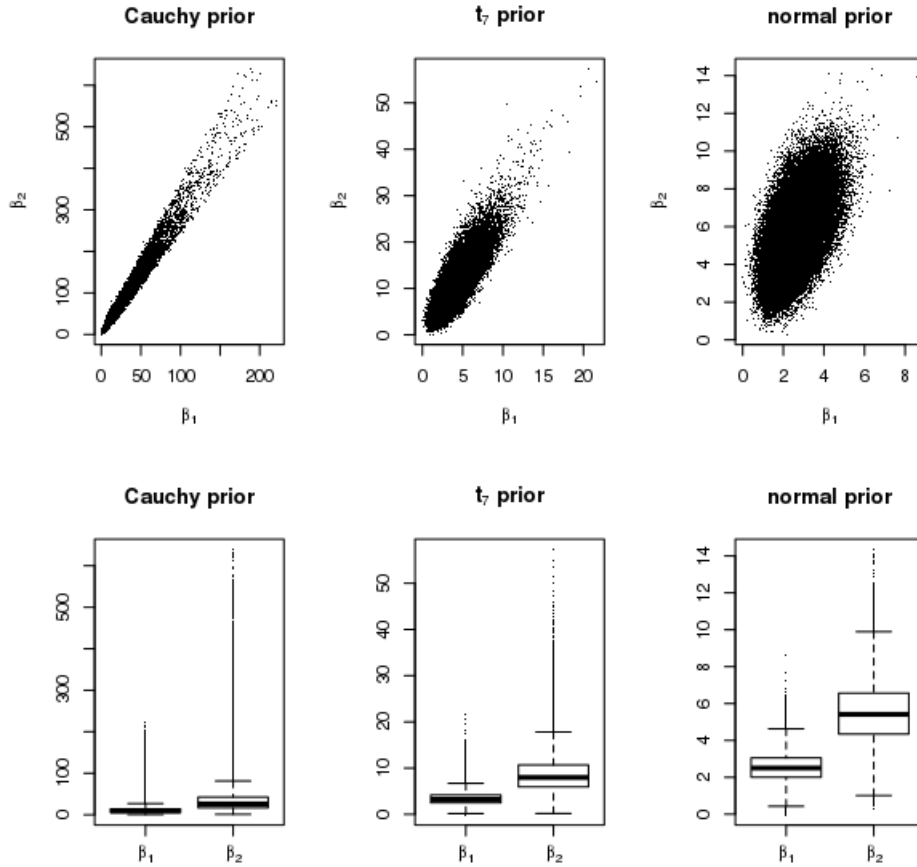 Cauchy prior
t₇ prior
normal prior
β₂
500
300
100
0
0 50 100 200
β₁
β₂
50
40
30
20
10
0
0 5 10 15 20
β₁
β₂
14
12
10
8
6
4
2
0
0 2 4 6 8
β₁
Cauchy prior
t₇ prior
normal prior
500
300
100
0
β₁ β₂
50
40
30
20
10
0
β₁ β₂
14
12
10
8
6
4
2
0
β₁ β₂